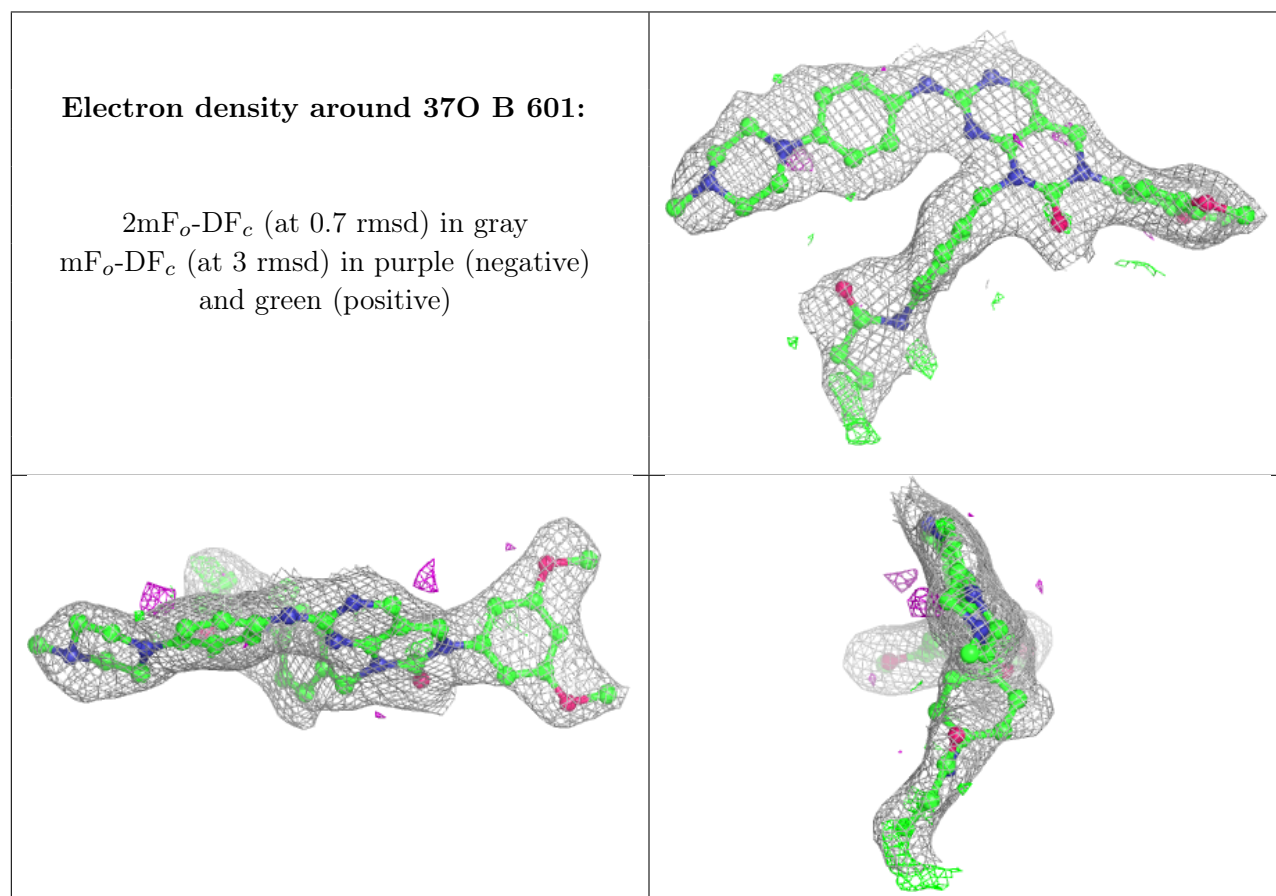 Electron density around 37O B 601:
2mFo-DFc (at 0.7 rmsd) in gray
mFo-DFc (at 3 rmsd) in purple (negative)
and green (positive)